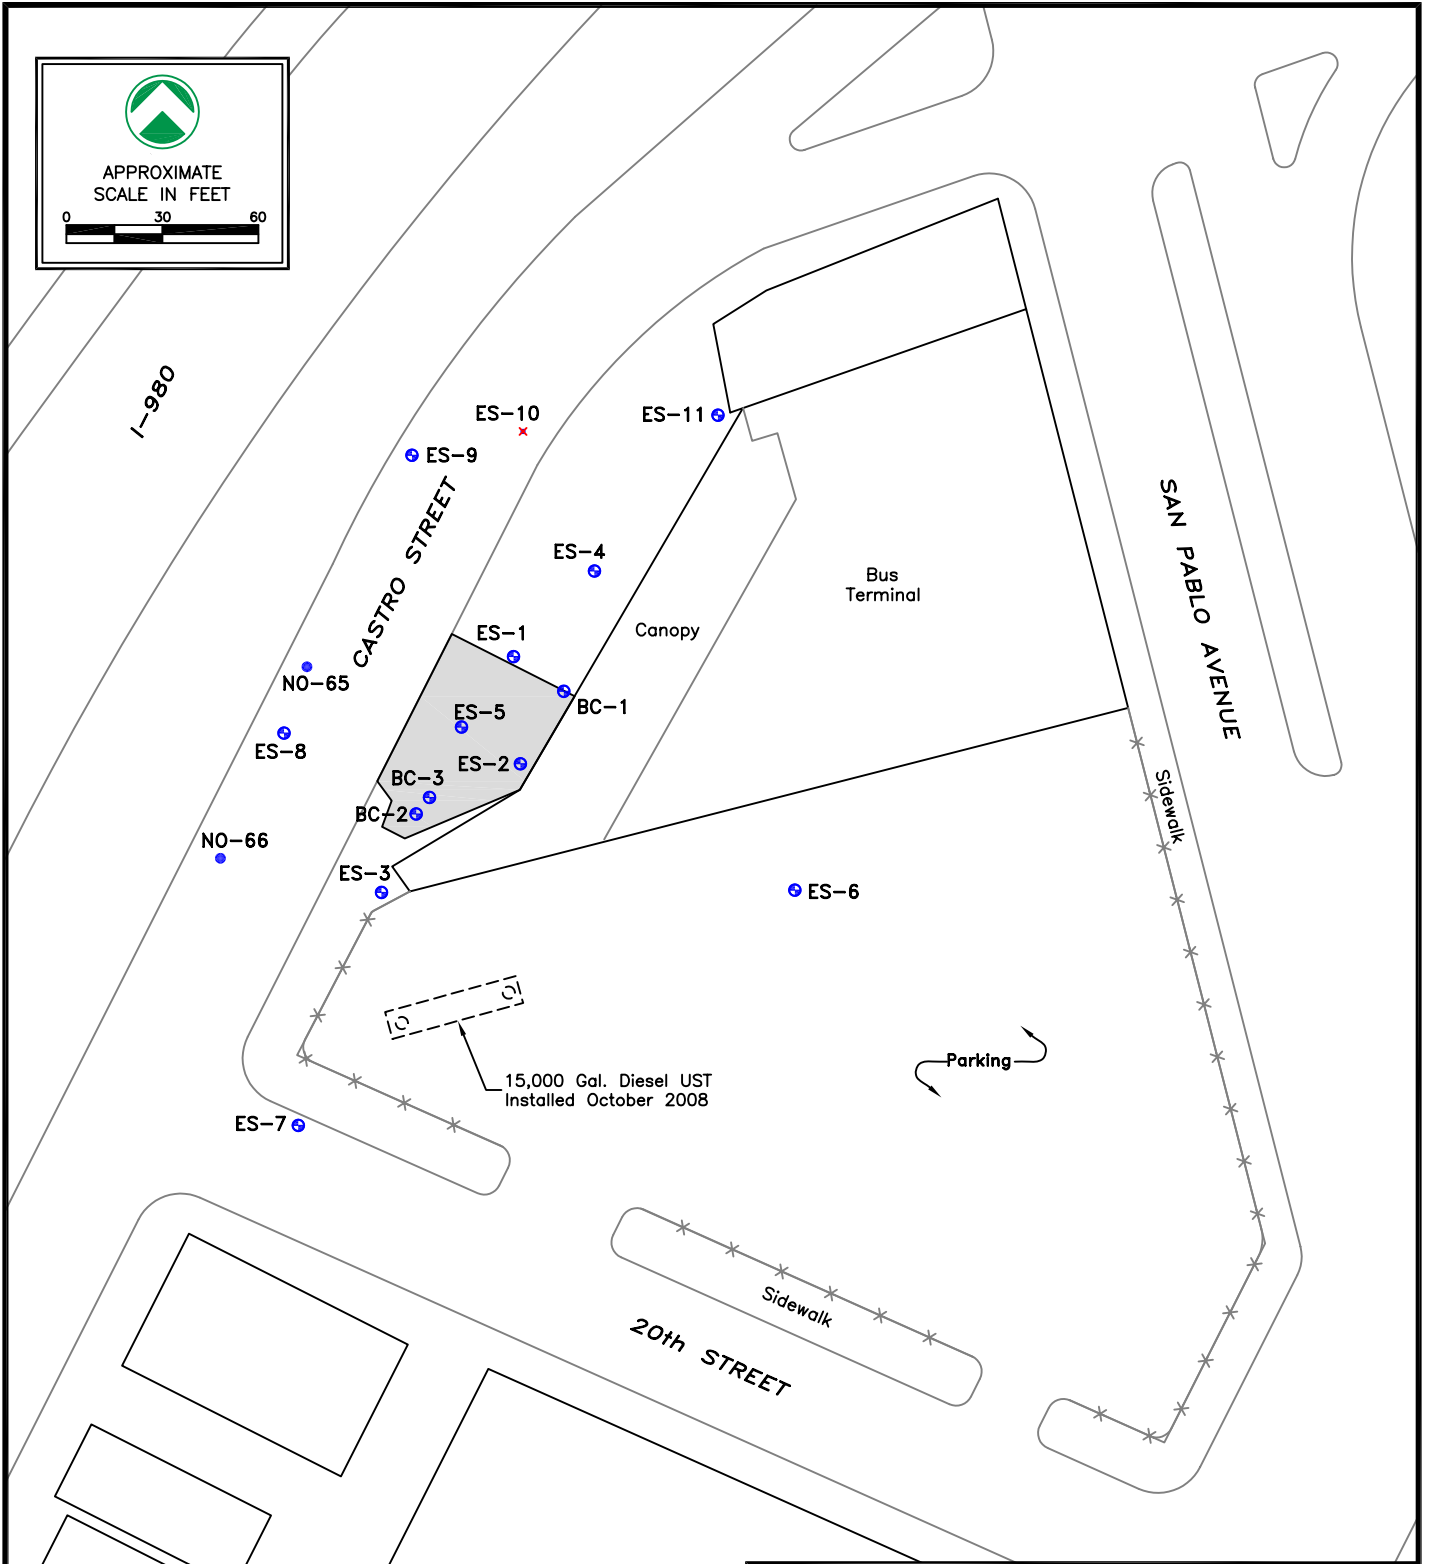 APPROXIMATE
SCALE IN FEET
0 30 60
I-980
ES-10
ES-11
ES-9
CASTRO STREET
SAN PABLO AVENUE
ES-4
Bus
Terminal
Canopy
ES-1
NO-65
BC-1
ES-5
ES-8
ES-2
BC-3
BC-2
Sidewalk
NO-66
ES-3
ES-6
Parking
15,000 Gal. Diesel UST
Installed October 2008
ES-7
Sidewalk
20th STREET